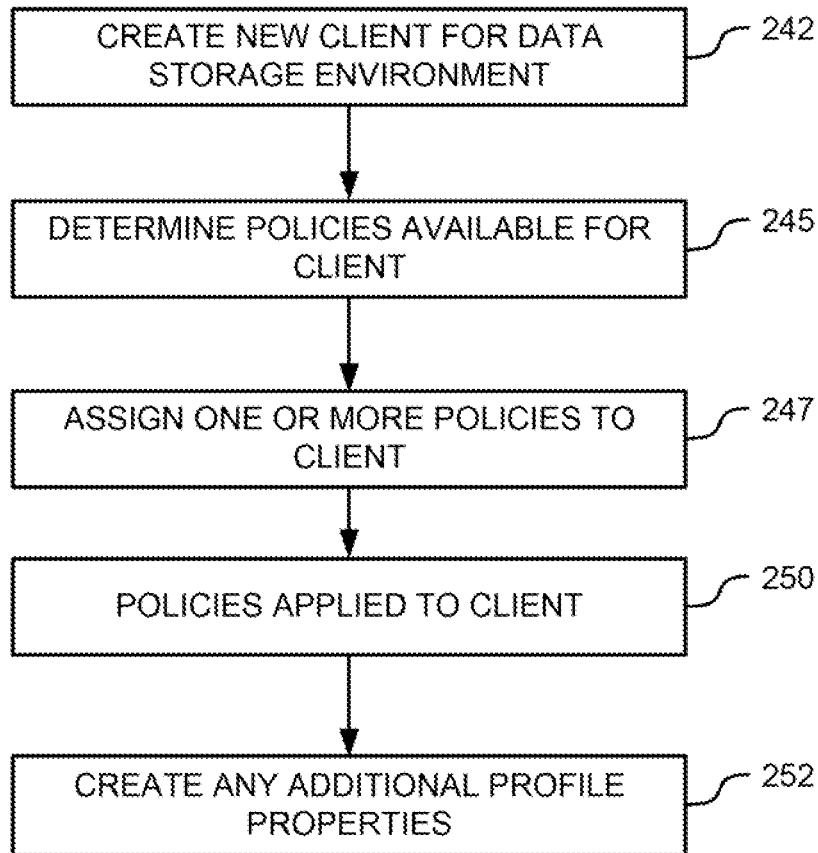 CREATE NEW CLIENT FOR DATA
STORAGE ENVIRONMENT
242
DETERMINE POLICIES AVAILABLE FOR
CLIENT
245
ASSIGN ONE OR MORE POLICIES TO
CLIENT
247
POLICIES APPLIED TO CLIENT
250
CREATE ANY ADDITIONAL PROFILE
PROPERTIES
252